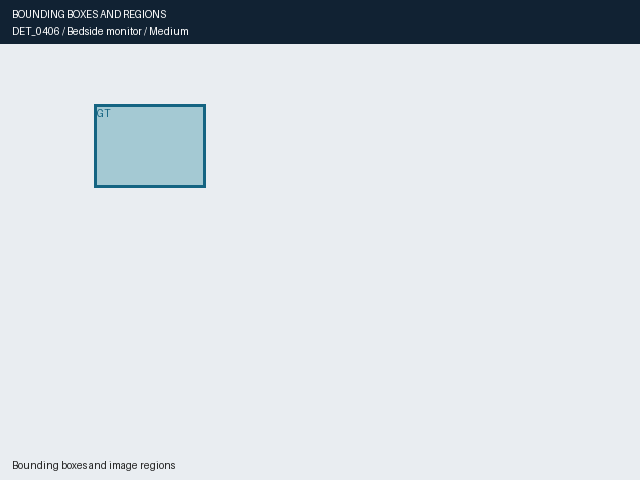 BOUNDING BOXES AND REGIONS
DET_0406 / Bedside monitor / Medium
GT
Bounding boxes and image regions